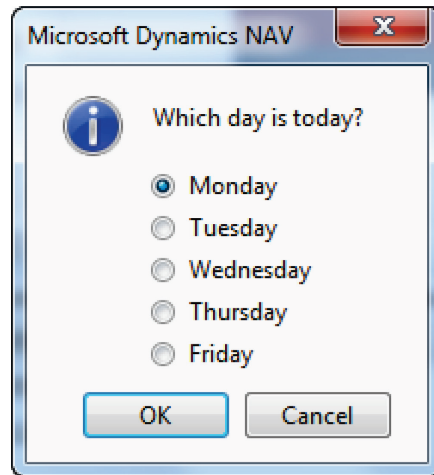 Microsoft Dynamics NAV
Which day is today?
Monday
Tuesday
Wednesday
Thursday
Friday
OK Cancel